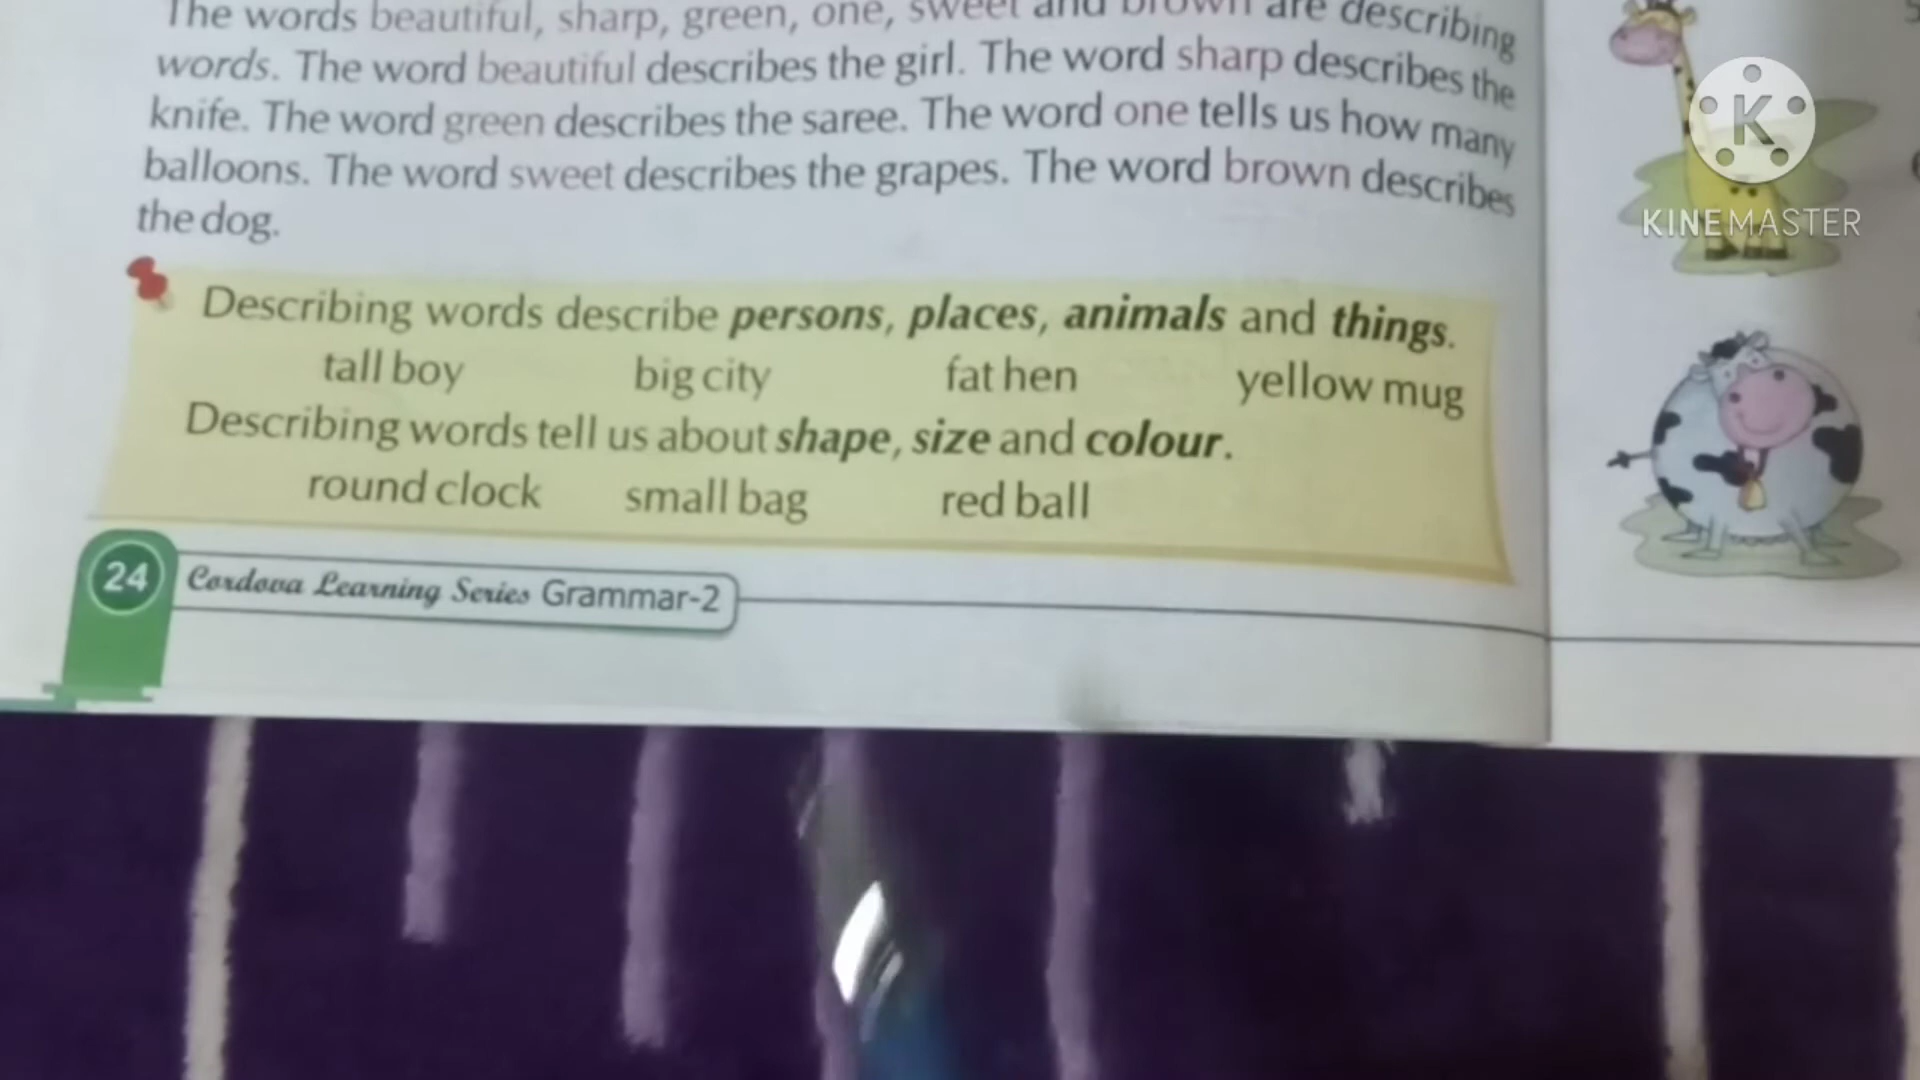 The words beautiful, sharp, green, one, sweet and brown are describing
words. The word beautiful describes the girl. The word sharp describes the
knife. The word green describes the saree. The word one tells us how many
balloons. The word sweet describes the grapes. The word brown describes
the dog.
Describing words describe persons, places, animals and things.
tall boy big city fat hen yellow mug
Describing words tell us about shape, size and colour.
round clock small bag red ball
24 Cordova Learning Series Grammar-2
K
KINEMASTER